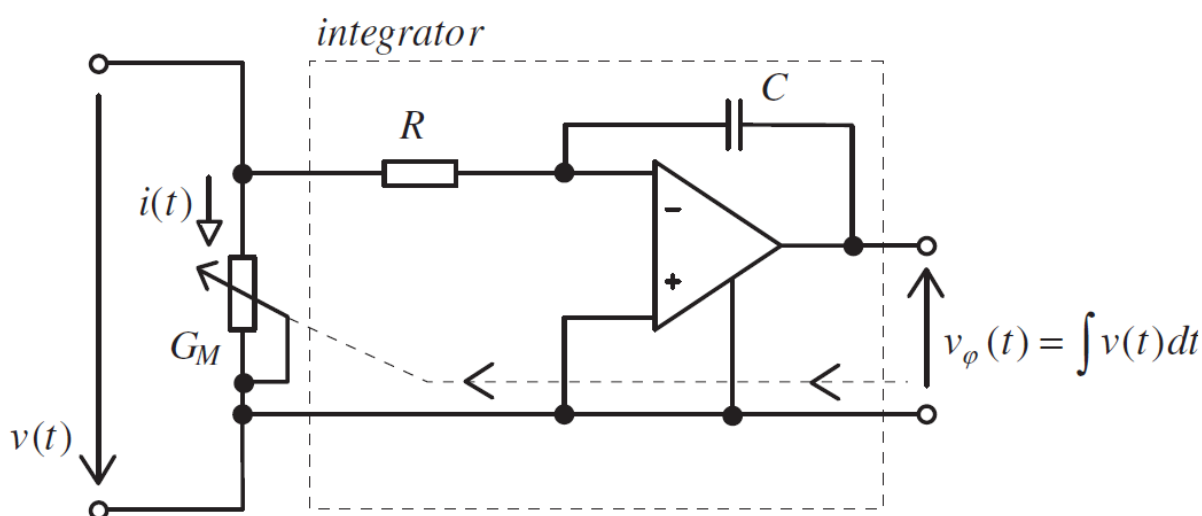 integrator
C
R
i(t)
-
+
G_M
v_φ(t) = ∫v(t)dt
v(t)